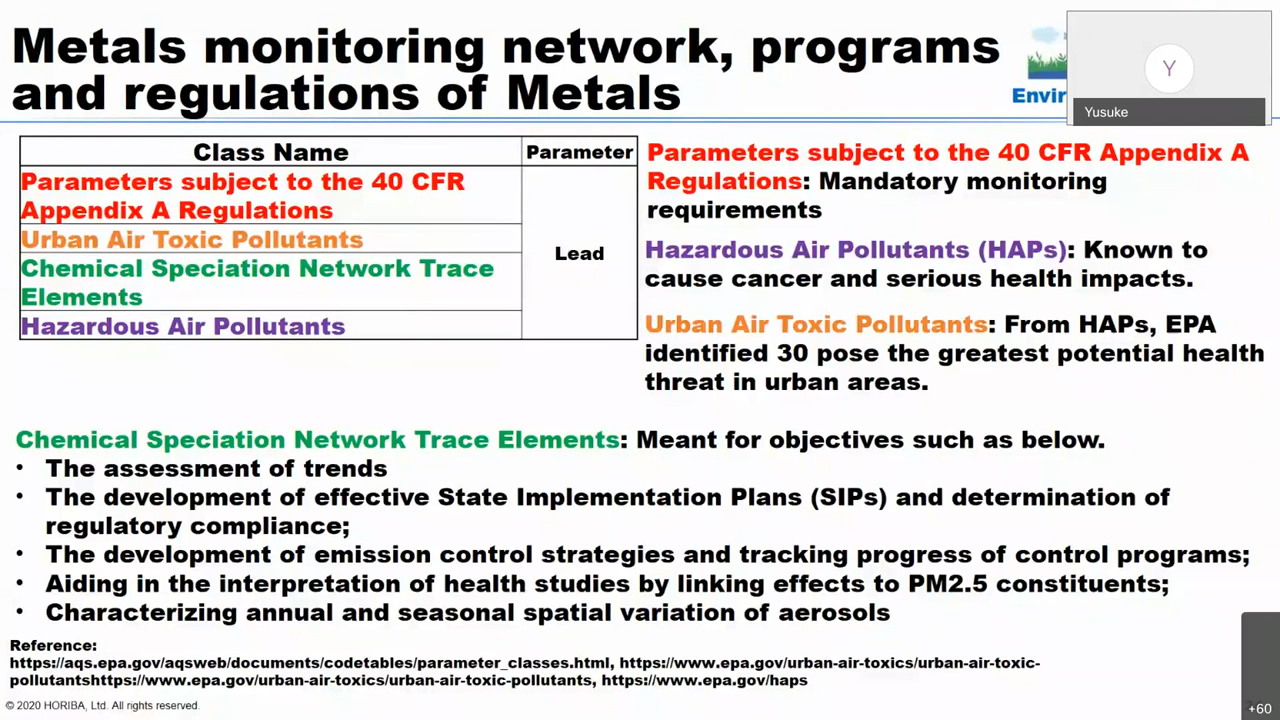 Metals monitoring network, programs
and regulations of Metals
Envir
Y
Yusuke
Class Name
Parameter
Parameters subject to the 40 CFR
Appendix A Regulations
Urban Air Toxic Pollutants
Chemical Speciation Network Trace
Elements
Hazardous Air Pollutants
Lead
Parameters subject to the 40 CFR Appendix A
Regulations: Mandatory monitoring
requirements
Hazardous Air Pollutants (HAPs): Known to
cause cancer and serious health impacts.
Urban Air Toxic Pollutants: From HAPs, EPA
identified 30 pose the greatest potential health
threat in urban areas.
Chemical Speciation Network Trace Elements: Meant for objectives such as below.
• The assessment of trends
• The development of effective State Implementation Plans (SIPs) and determination of
regulatory compliance;
• The development of emission control strategies and tracking progress of control programs;
• Aiding in the interpretation of health studies by linking effects to PM2.5 constituents;
• Characterizing annual and seasonal spatial variation of aerosols
Reference:
https://aqs.epa.gov/aqsweb/documents/codetables/parameter_classes.html, https://www.epa.gov/urban-air-toxics/urban-air-toxic-
pollutantshttps://www.epa.gov/urban-air-toxics/urban-air-toxic-pollutants, https://www.epa.gov/haps
© 2020 HORIBA, Ltd. All rights reserved.
+60